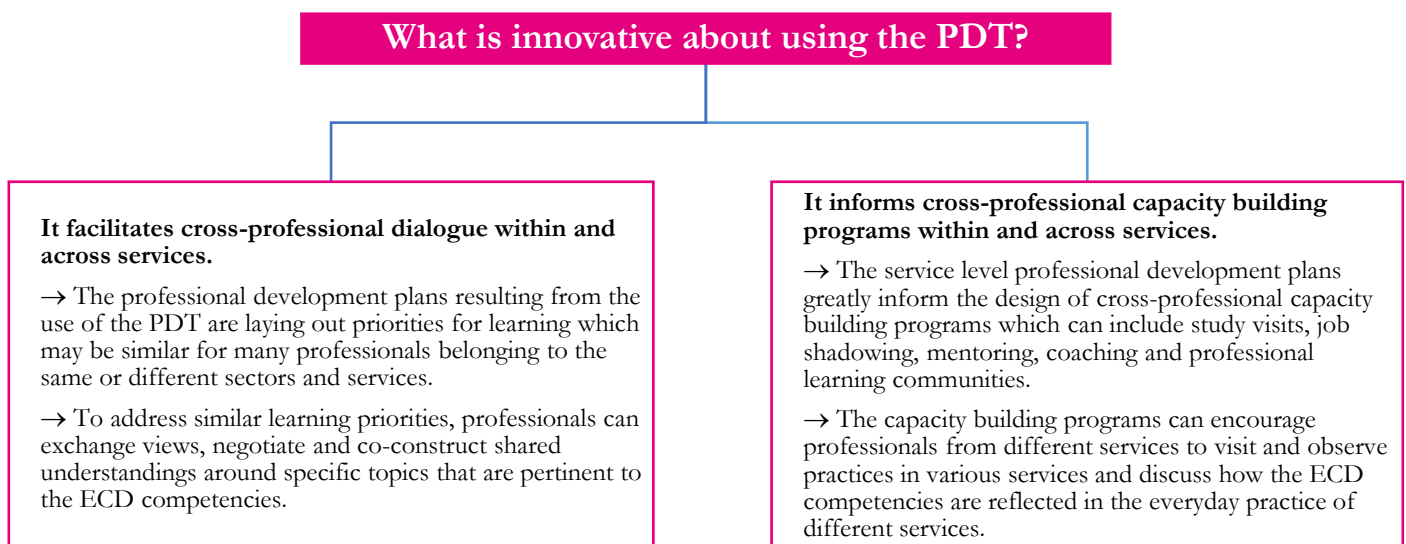 What is innovative about using the PDT?
It facilitates cross-professional dialogue within and
across services.
→ The professional development plans resulting from the
use of the PDT are laying out priorities for learning which
may be similar for many professionals belonging to the
same or different sectors and services.
→ To address similar learning priorities, professionals can
exchange views, negotiate and co-construct shared
understandings around specific topics that are pertinent to
the ECD competencies.
It informs cross-professional capacity building
programs within and across services.
→ The service level professional development plans
greatly inform the design of cross-professional capacity
building programs which can include study visits, job
shadowing, mentoring, coaching and professional
learning communities.
→ The capacity building programs can encourage
professionals from different services to visit and observe
practices in various services and discuss how the ECD
competencies are reflected in the everyday practice of
different services.